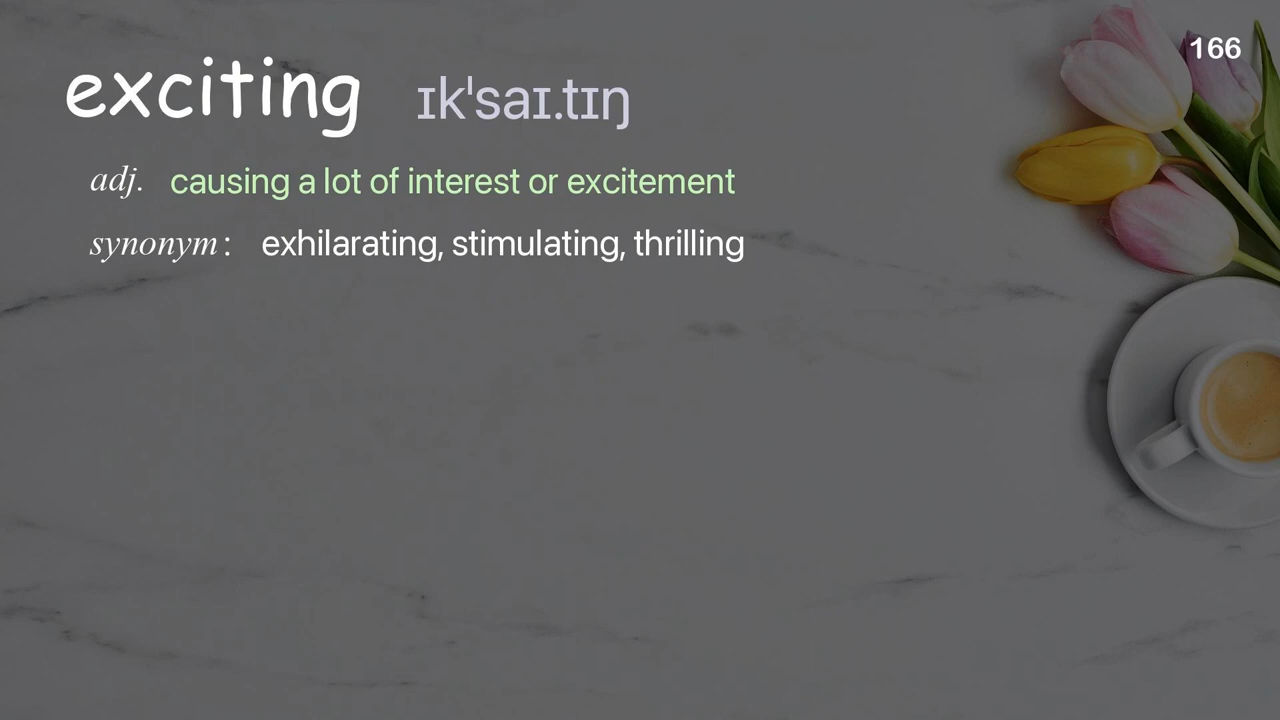 166
exciting ɪkˈsaɪ.tɪŋ
adj. causing a lot of interest or excitement
synonym: exhilarating, stimulating, thrilling